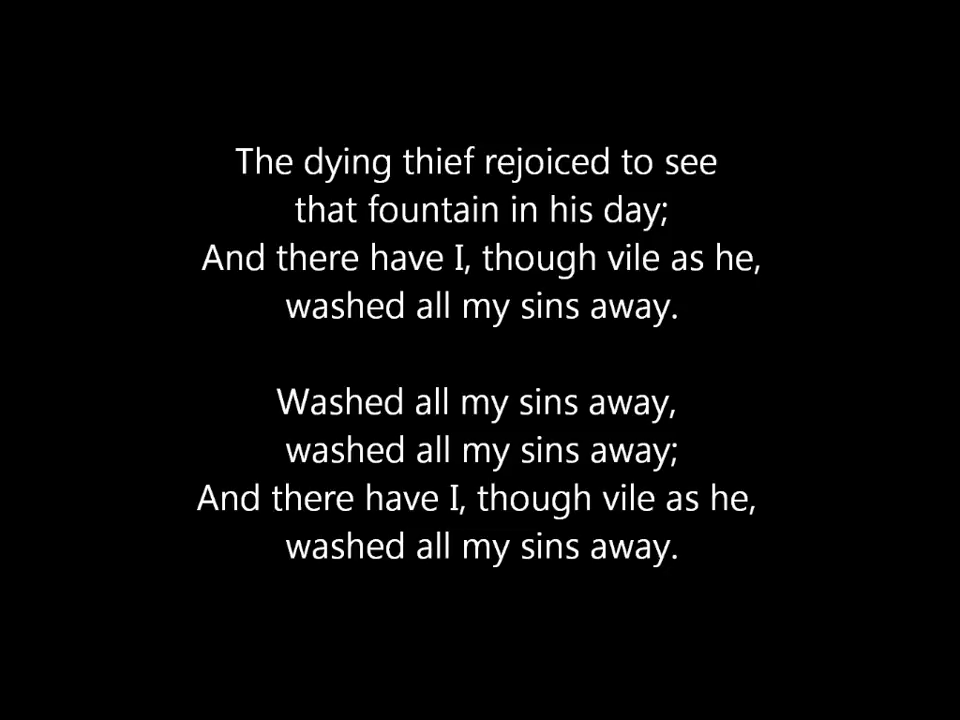 The dying thief rejoiced to see
that fountain in his day;
And there have I, though vile as he,
washed all my sins away.
Washed all my sins away,
washed all my sins away;
And there have I, though vile as he,
washed all my sins away.